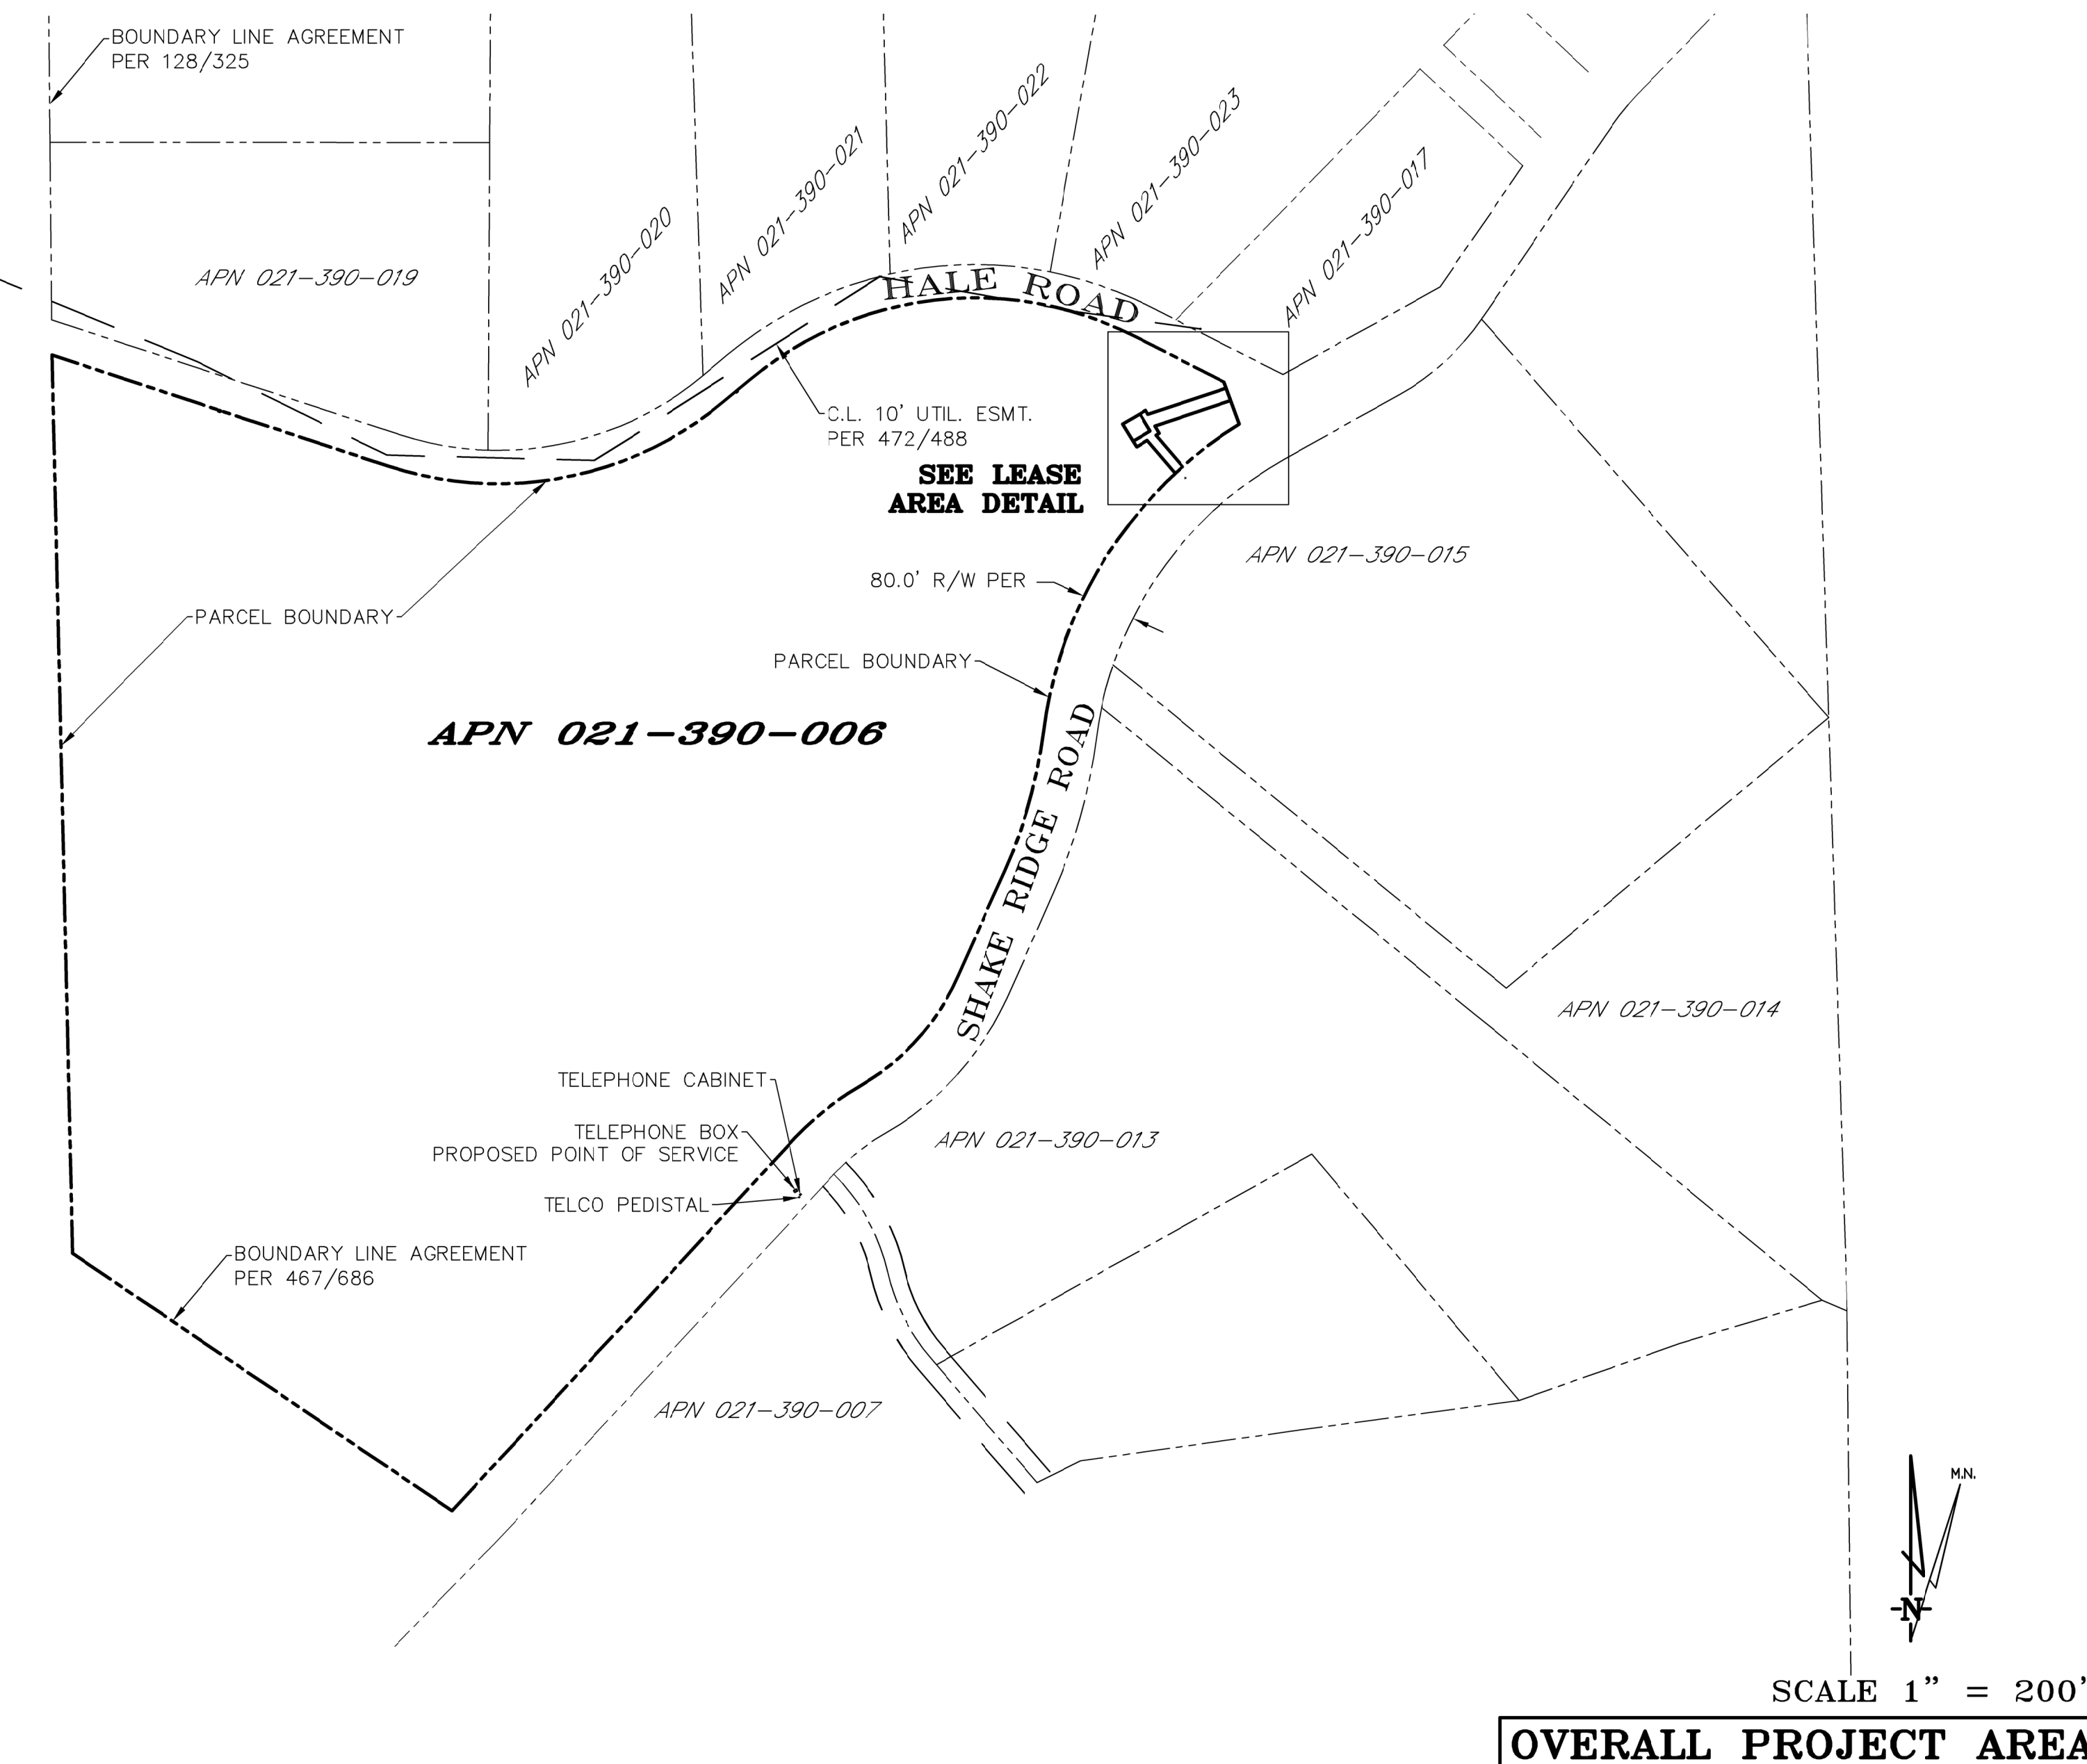 BOUNDARY LINE AGREEMENT
PER 128/325
APN 021-390-019
APN 021-390-020
APN 021-390-021
APN 021-390-022
APN 021-390-023
APN 021-390-017
HALE ROAD
C.L. 10' UTIL. ESMT.
PER 472/488
SEE LEASE
AREA DETAIL
APN 021-390-015
80.0' R/W PER
PARCEL BOUNDARY
PARCEL BOUNDARY
APN 021-390-006
SHAKE RIDGE ROAD
APN 021-390-014
TELEPHONE CABINET
TELEPHONE BOX
PROPOSED POINT OF SERVICE
TELCO PEDISTAL
APN 021-390-013
BOUNDARY LINE AGREEMENT
PER 467/686
APN 021-390-007
M.N.
N
SCALE 1" = 200'
OVERALL PROJECT AREA